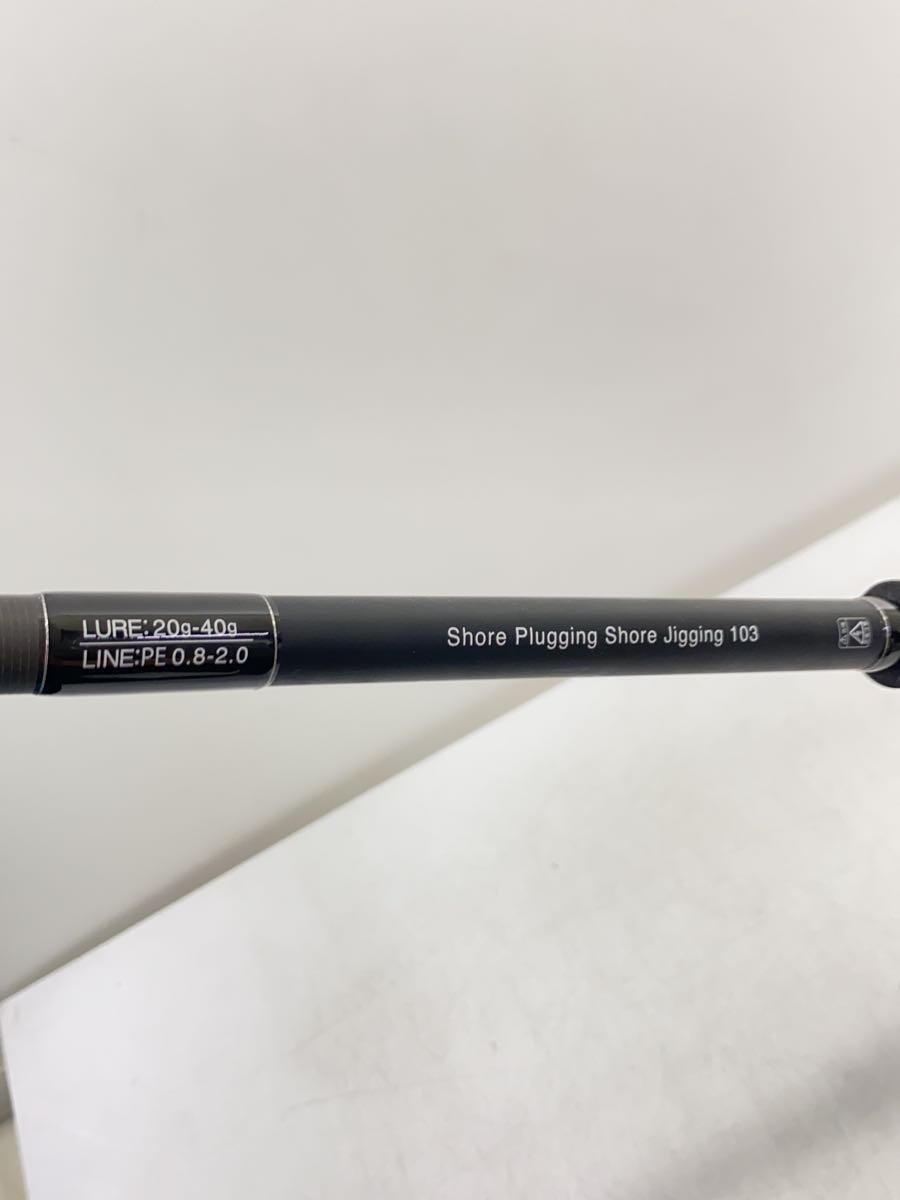 LURE: 20g-40g
LINE:PE 0.8-2.0
Shore Plugging Shore Jigging 103